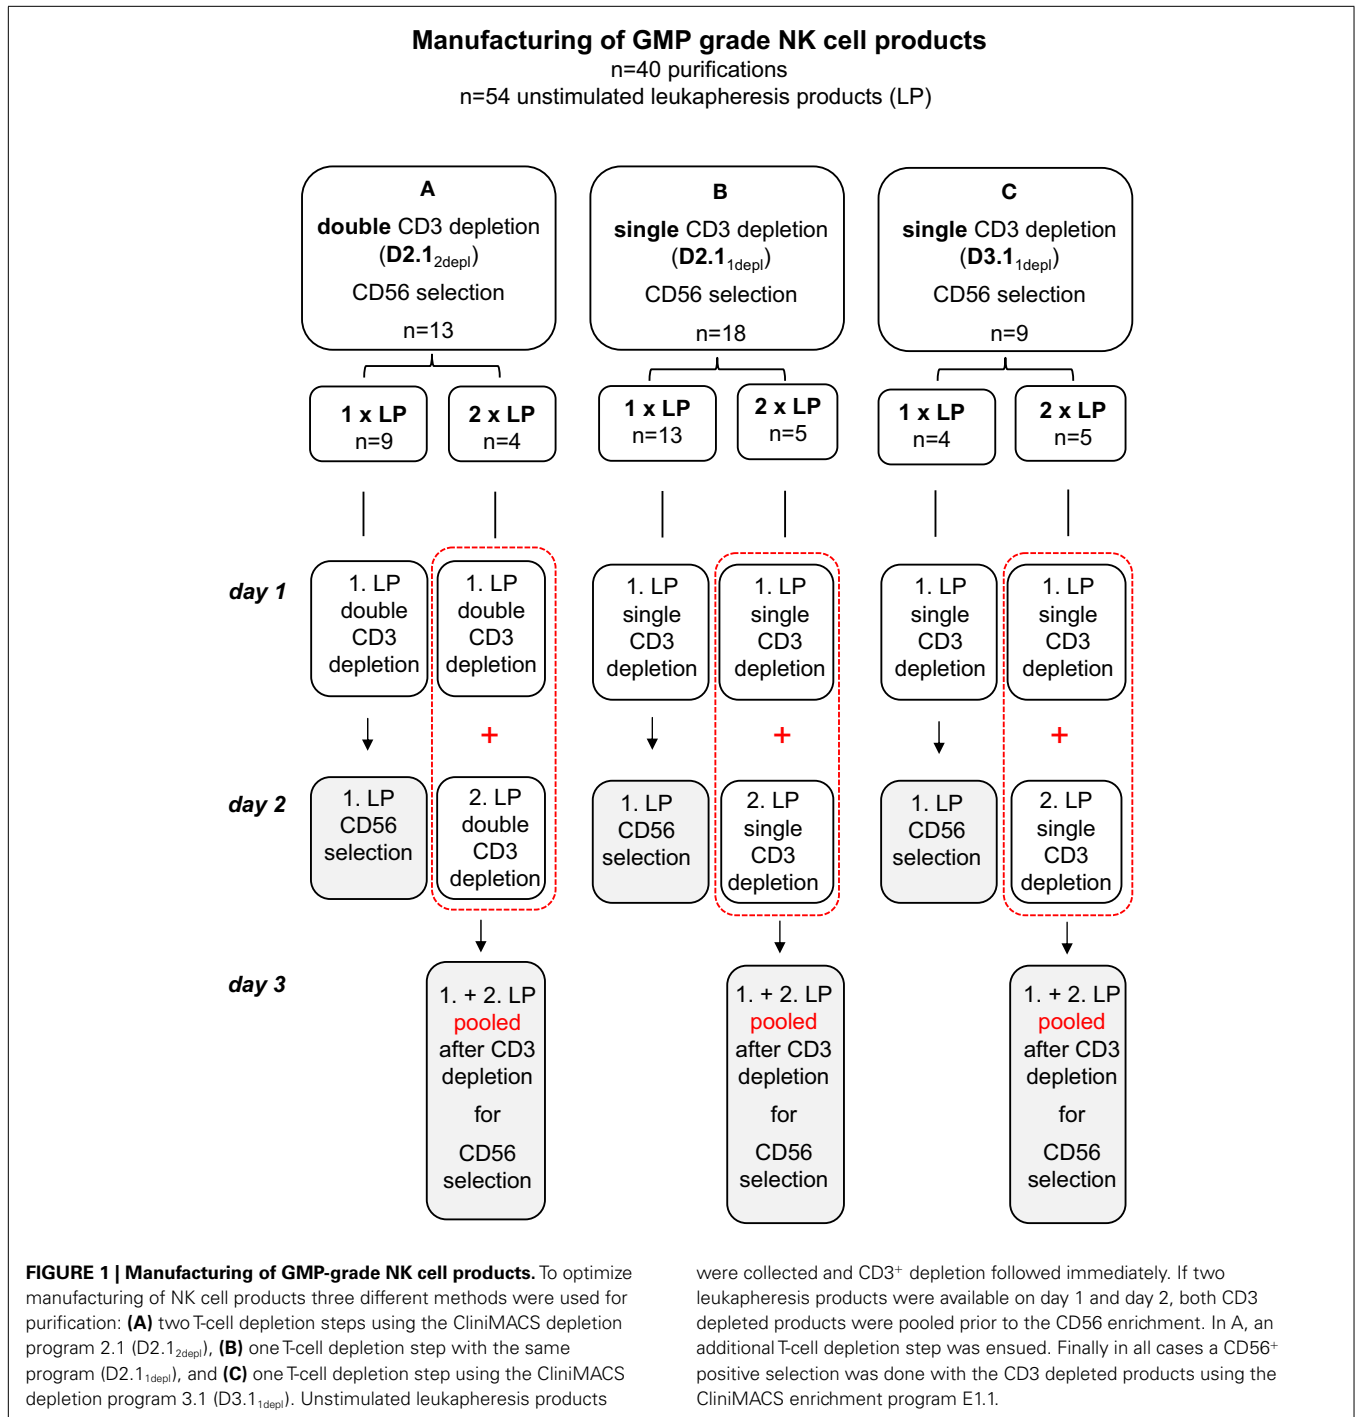 Manufacturing of GMP grade NK cell products
n=40 purifications
n=54 unstimulated leukapheresis products (LP)
A
double CD3 depletion
(D2.1₂depl)
CD56 selection
n=13
B
single CD3 depletion
(D2.1₁depl)
CD56 selection
n=18
C
single CD3 depletion
(D3.1₁depl)
CD56 selection
n=9
1 x LP
n=9
2 x LP
n=4
1 x LP
n=13
2 x LP
n=5
1 x LP
n=4
2 x LP
n=5
day 1
1. LP
double
CD3
depletion
1. LP
double
CD3
depletion
1. LP
single
CD3
depletion
1. LP
single
CD3
depletion
1. LP
single
CD3
depletion
1. LP
single
CD3
depletion
+
+
+
day 2
1. LP
CD56
selection
2. LP
double
CD3
depletion
1. LP
CD56
selection
2. LP
single
CD3
depletion
1. LP
CD56
selection
2. LP
single
CD3
depletion
day 3
1. + 2. LP
pooled
after CD3
depletion
for
CD56
selection
1. + 2. LP
pooled
after CD3
depletion
for
CD56
selection
1. + 2. LP
pooled
after CD3
depletion
for
CD56
selection
FIGURE 1 | Manufacturing of GMP-grade NK cell products. To optimize
manufacturing of NK cell products three different methods were used for
purification: (A) two T-cell depletion steps using the CliniMACS depletion
program 2.1 (D2.1₂depl), (B) one T-cell depletion step with the same
program (D2.1₁depl), and (C) one T-cell depletion step using the CliniMACS
depletion program 3.1 (D3.1₁depl). Unstimulated leukapheresis products
were collected and CD3⁺ depletion followed immediately. If two
leukapheresis products were available on day 1 and day 2, both CD3
depleted products were pooled prior to the CD56 enrichment. In A, an
additional T-cell depletion step was ensued. Finally in all cases a CD56⁺
positive selection was done with the CD3 depleted products using the
CliniMACS enrichment program E1.1.